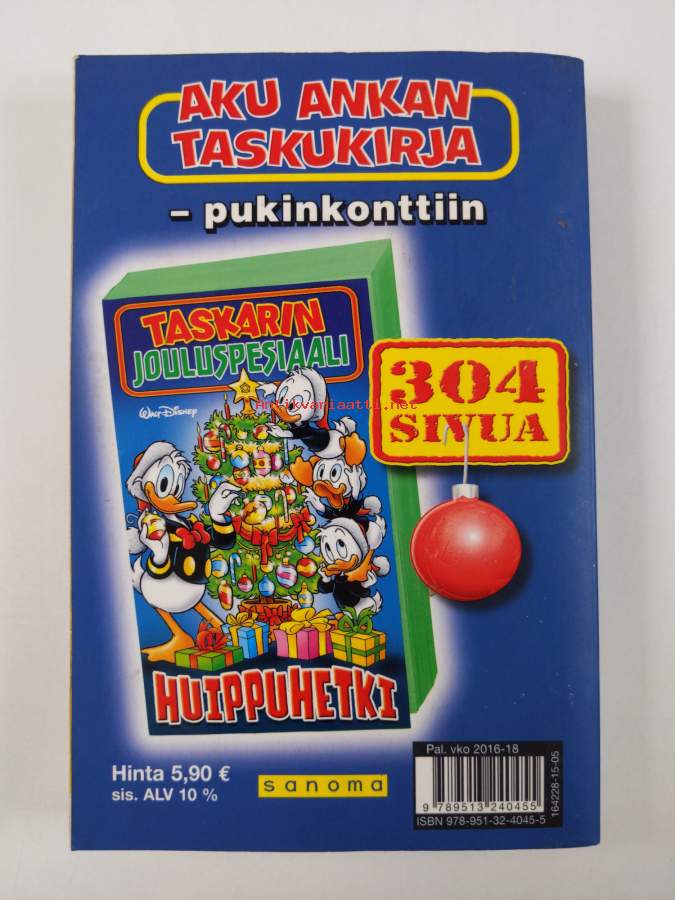 AKU ANKAN
TASKUKIRJA
– pukinkonttiin
TASKARIN
JOULUSPESIAALI
WALT DISNEY
Antikvariaatti.net
304
SIVUA
HUIPPUHETKI
Hinta 5,90 €
sis. ALV 10 %
sanoma
Pal. vko 2016-18
9 789513 240455
ISBN 978-951-32-4045-5
164228-15-05